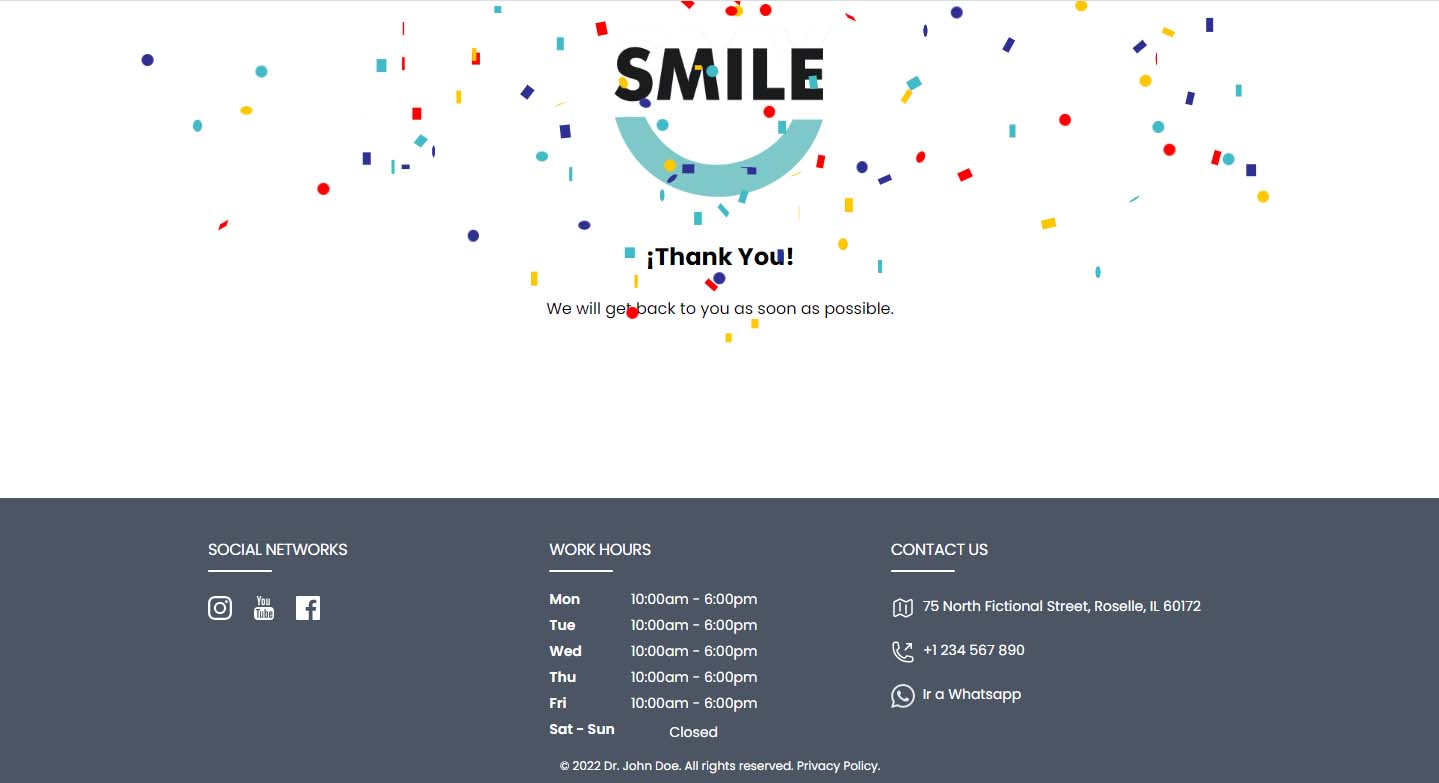 SMILE
¡Thank You!
We will get back to you as soon as possible.
SOCIAL NETWORKS
You
Tube
WORK HOURS
Mon 10:00am - 6:00pm
Tue 10:00am - 6:00pm
Wed 10:00am - 6:00pm
Thu 10:00am - 6:00pm
Fri 10:00am - 6:00pm
Sat - Sun Closed
CONTACT US
75 North Fictional Street, Roselle, IL 60172
+1 234 567 890
Ir a Whatsapp
© 2022 Dr. John Doe. All rights reserved. Privacy Policy.